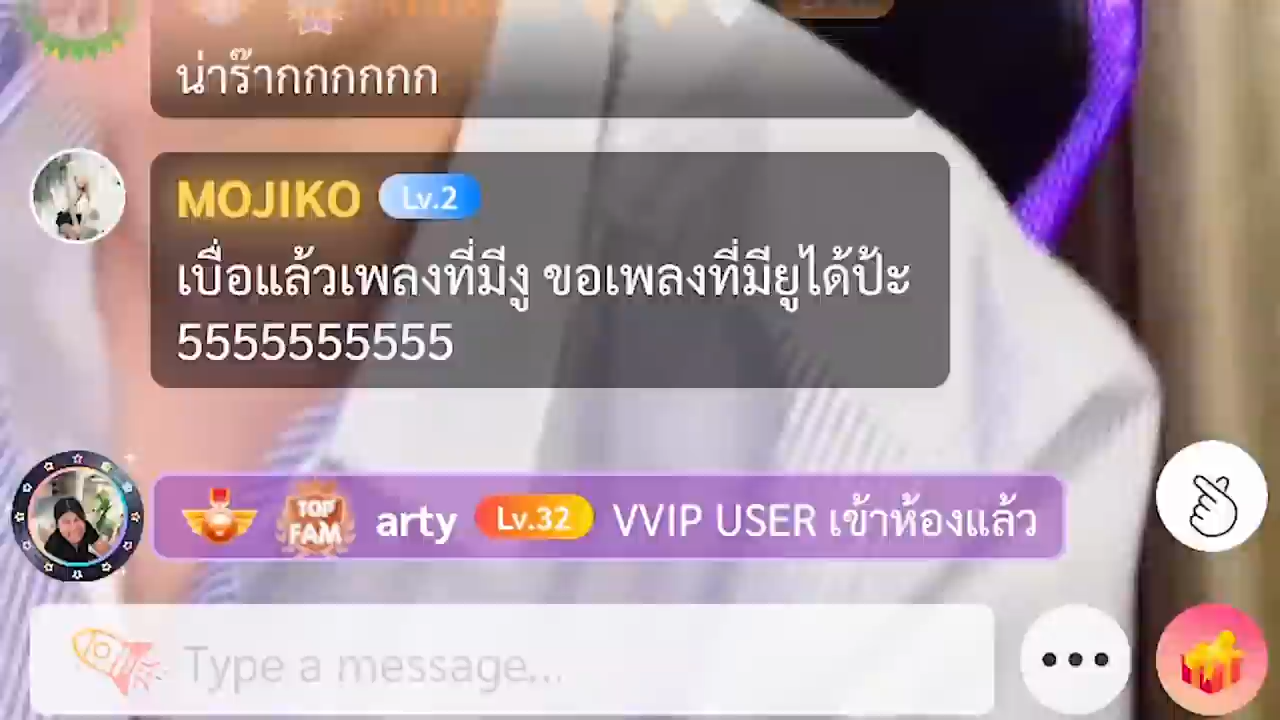 น่าร๊ากกกกกก
MOJIKO Lv.2
เบื่อแล้วเพลงที่มีงู ขอเพลงที่มียูได้ป้ะ
5555555555
TOP FAM arty Lv.32 VVIP USER เข้าห้องแล้ว
Type a message...